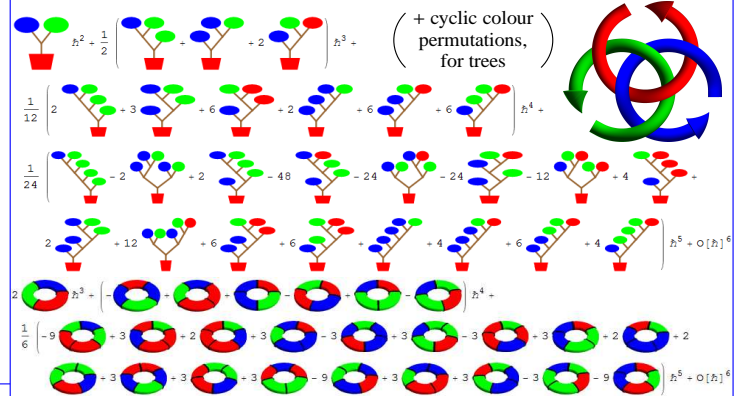 ℏ² + 1/2 ( + + 2 ) ℏ³ + ( + cyclic colour
permutations,
for trees )
1/12 ( 2 + 3 + 6 + 2 + 6 + 6 ) ℏ⁴ +
1/24 ( - 2 + 2 - 48 - 24 - 24 - 12 + 4 +
2 + 12 + 6 + 6 + + 4 + 6 + 4 ) ℏ⁵ + O[ℏ]⁶
2 ℏ³ + ( - + + - + - ) ℏ⁴ +
1/6 ( -9 + 3 + 2 + 3 - 3 + 3 - 3 + 3 + 2 + 2
+ 3 + 3 + 3 - 9 + 3 + 3 - 3 - 9 ) ℏ⁵ + O[ℏ]⁶